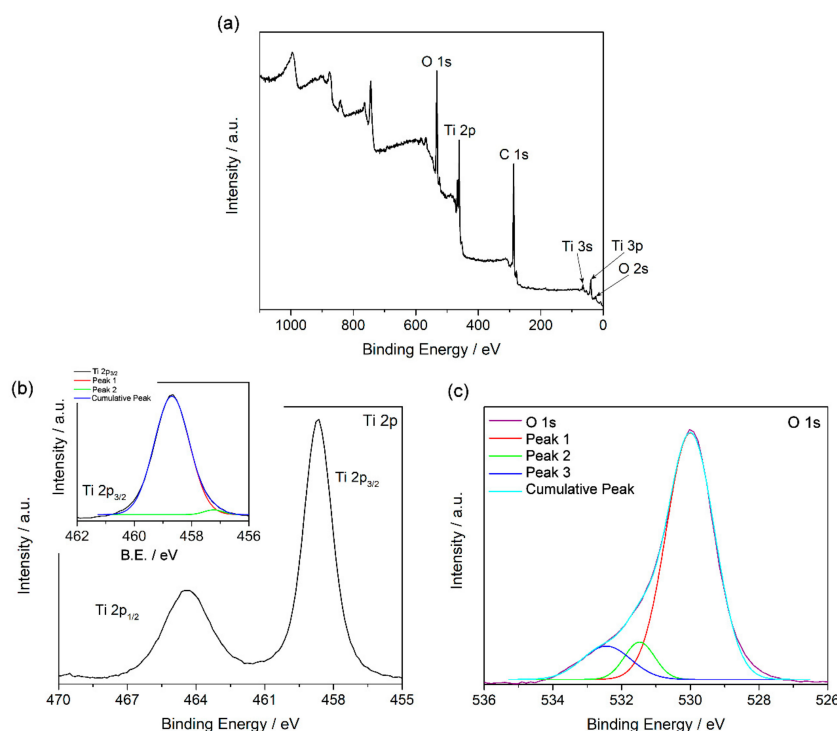 (a)
O 1s
Ti 2p
C 1s
Ti 3s
Ti 3p
O 2s
Intensity / a.u.
1000 800 600 400 200 0
Binding Energy / eV
(b)
Ti 2p3/2
Peak 1
Peak 2
Cumulative Peak
Ti 2p3/2
Intensity / a.u.
462 460 458 456
B.E. / eV
Ti 2p
Ti 2p3/2
Ti 2p1/2
Intensity / a.u.
470 467 464 461 458 455
Binding Energy / eV
(c)
O 1s
Peak 1
Peak 2
Peak 3
Cumulative Peak
O 1s
Intensity / a.u.
536 534 532 530 528 526
Binding Energy / eV